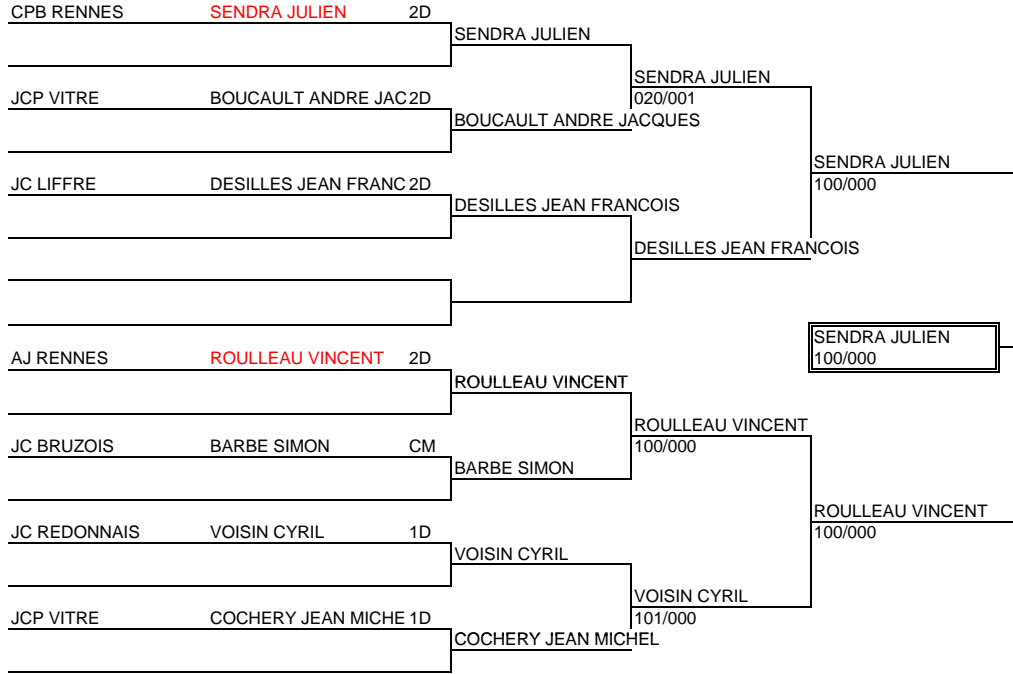 CPB RENNES SENDRA JULIEN 2D
SENDRA JULIEN
SENDRA JULIEN
020/001
JCP VITRE BOUCAULT ANDRE JAC 2D
BOUCAULT ANDRE JACQUES
SENDRA JULIEN
100/000
JC LIFFRE DESILLES JEAN FRANC 2D
DESILLES JEAN FRANCOIS
DESILLES JEAN FRANCOIS
SENDRA JULIEN
100/000
AJ RENNES ROULLEAU VINCENT 2D
ROULLEAU VINCENT
ROULLEAU VINCENT
100/000
JC BRUZOIS BARBE SIMON CM
BARBE SIMON
ROULLEAU VINCENT
100/000
JC REDONNAIS VOISIN CYRIL 1D
VOISIN CYRIL
VOISIN CYRIL
101/000
JCP VITRE COCHERY JEAN MICHE 1D
COCHERY JEAN MICHEL